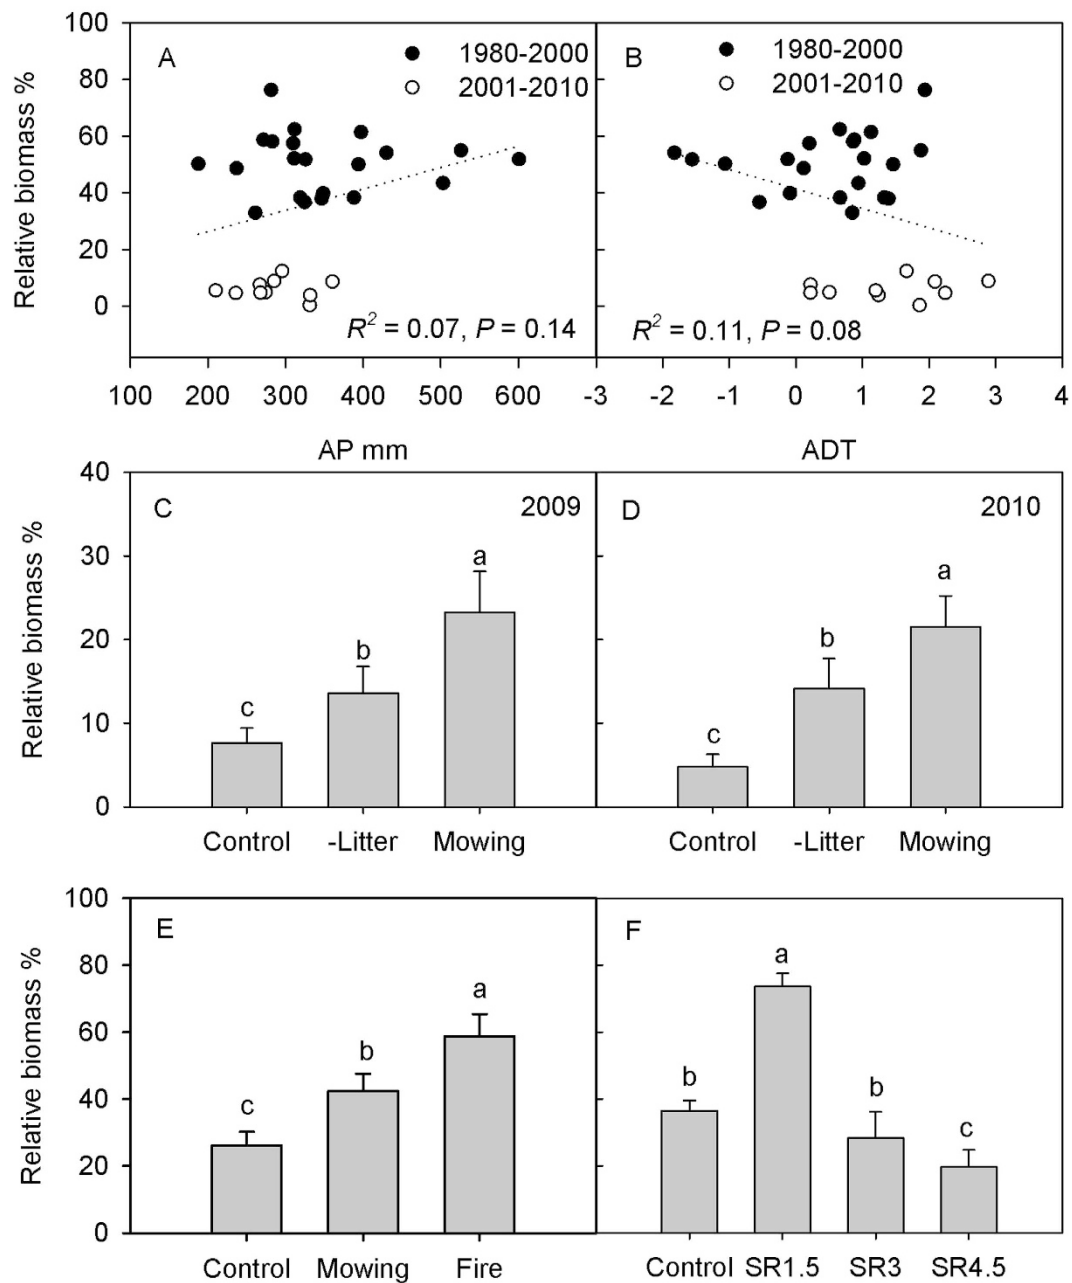 100
80
60
40
20
0
Relative biomass %
A
1980-2000
2001-2010
R² = 0.07, P = 0.14
B
1980-2000
2001-2010
R² = 0.11, P = 0.08
100 200 300 400 500 600 -3 -2 -1 0 1 2 3 4
AP mm
ADT
40
30
20
10
0
Relative biomass %
C 2009
c b a
D 2010
c b a
Control -Litter Mowing Control -Litter Mowing
100
80
60
40
20
0
Relative biomass %
E
c b a
F
b a b c
Control Mowing Fire Control SR1.5 SR3 SR4.5